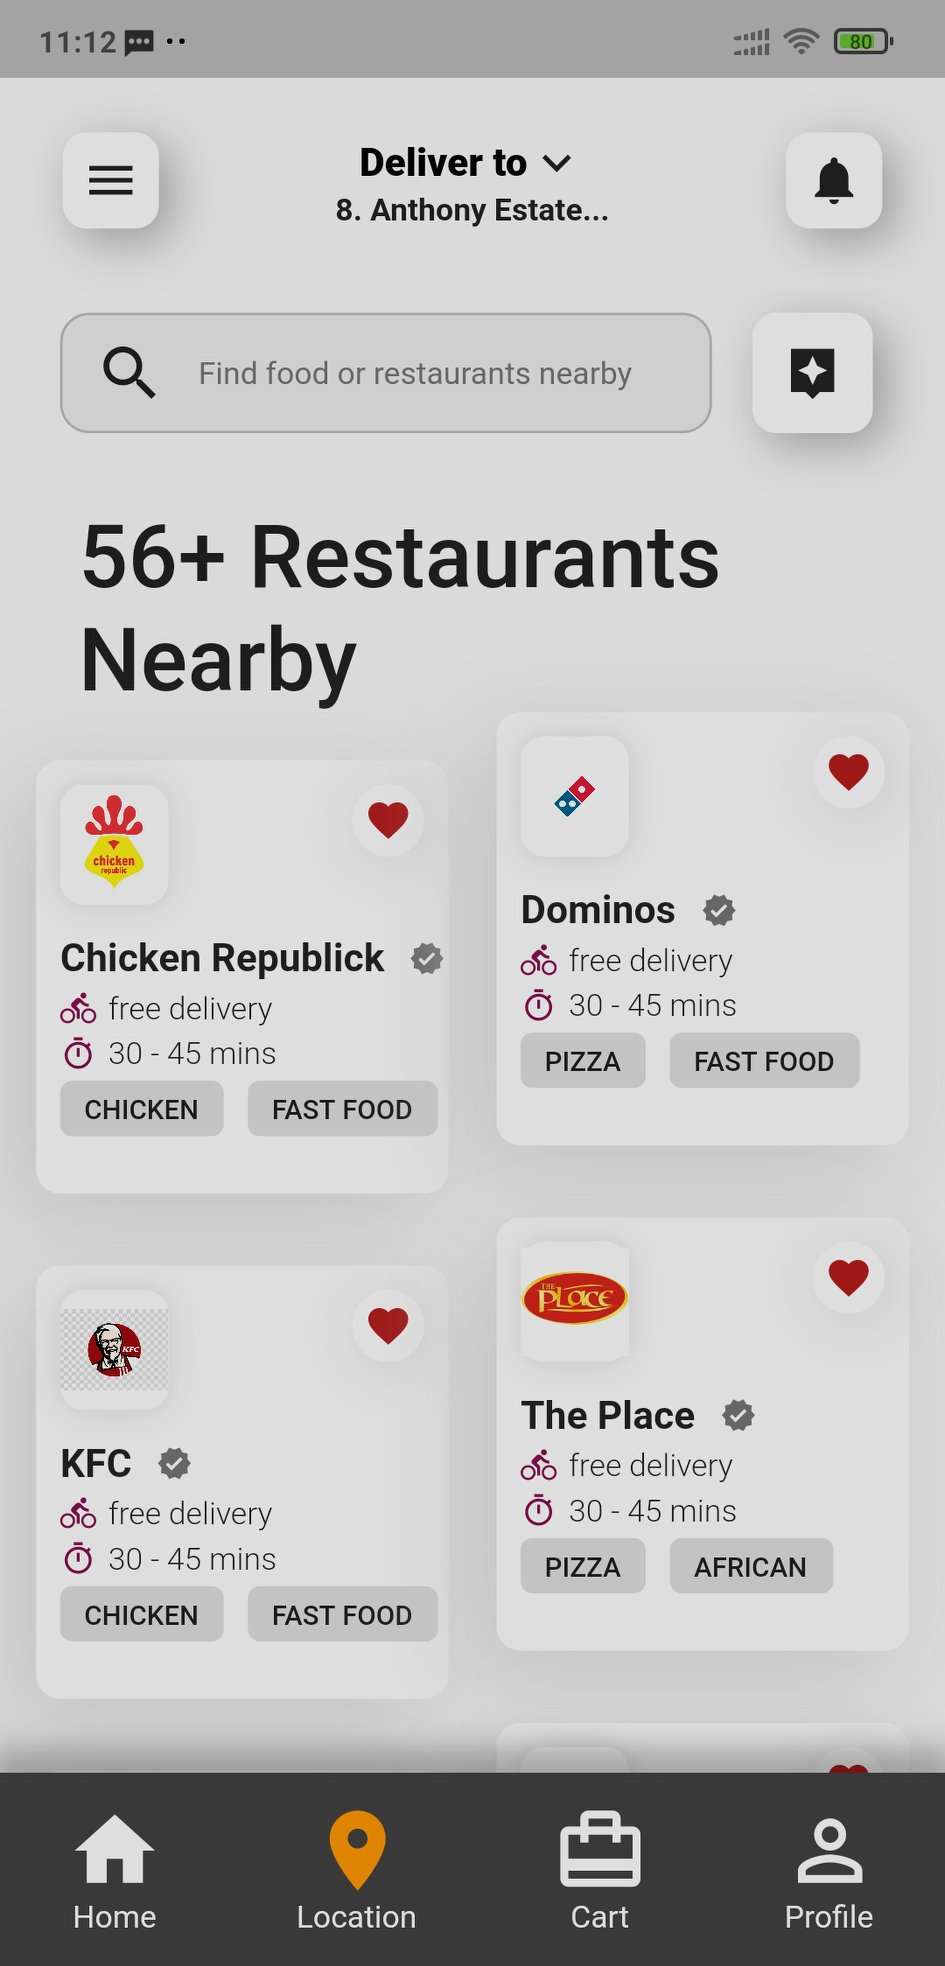 11:12
80
Deliver to
8. Anthony Estate...
Find food or restaurants nearby
56+ Restaurants
Nearby
chicken
republic
Chicken Republick
free delivery
30 - 45 mins
CHICKEN FAST FOOD
Dominos
free delivery
30 - 45 mins
PIZZA FAST FOOD
KFC
KFC
free delivery
30 - 45 mins
CHICKEN FAST FOOD
THE
PLace
The Place
free delivery
30 - 45 mins
PIZZA AFRICAN
Home Location Cart Profile